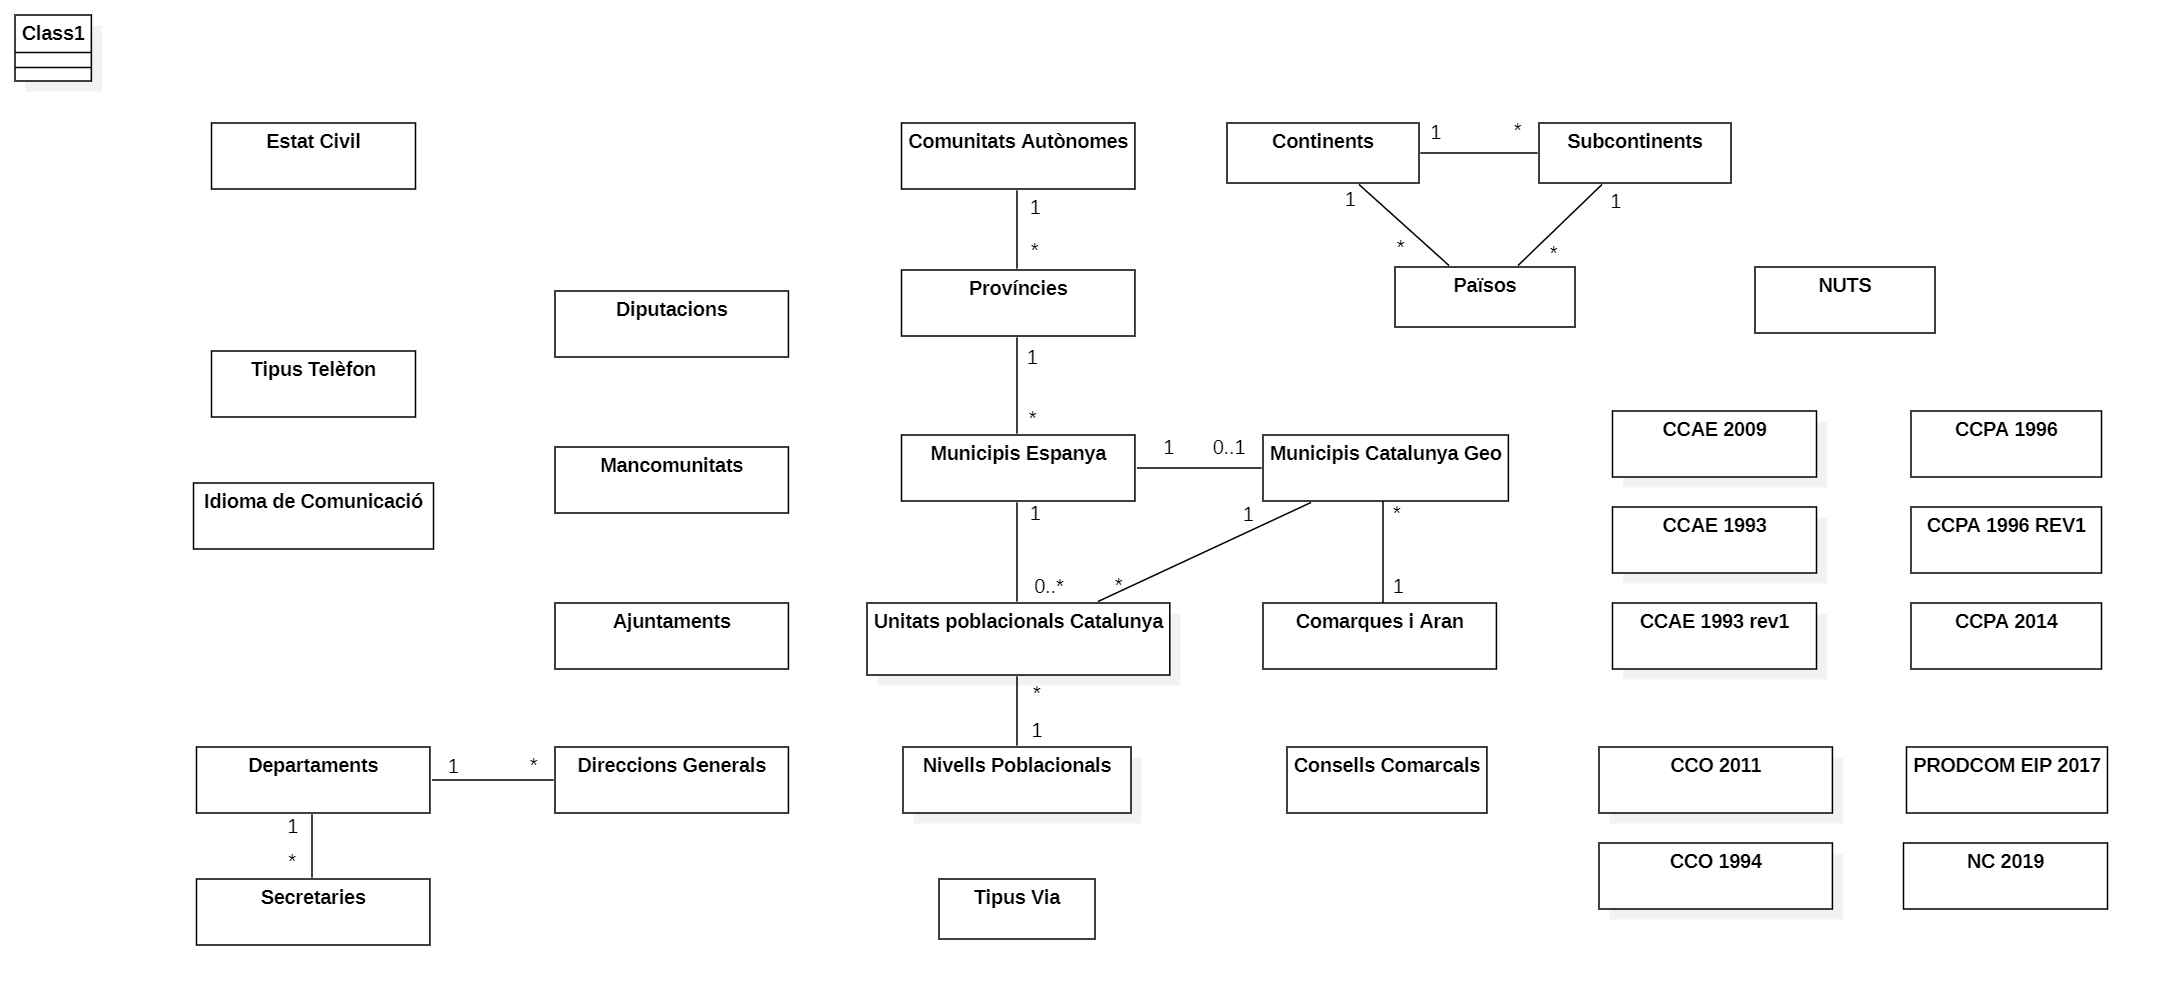 Class1
Estat Civil
Comunitats Autònomes
Continents
1
*
Subcontinents
1
*
1
*
1
*
Províncies
Països
NUTS
Diputacions
Tipus Telèfon
1
*
Municipis Espanya
1
0..1
Municipis Catalunya Geo
CCAE 2009
CCPA 1996
Mancomunitats
Idioma de Comunicació
1
0..*
1
*
*
1
CCAE 1993
CCPA 1996 REV1
Ajuntaments
Unitats poblacionals Catalunya
Comarques i Aran
CCAE 1993 rev1
CCPA 2014
*
1
Departaments
1
*
Direccions Generals
Nivells Poblacionals
Consells Comarcals
CCO 2011
PRODCOM EIP 2017
1
*
Secretaries
Tipus Via
CCO 1994
NC 2019